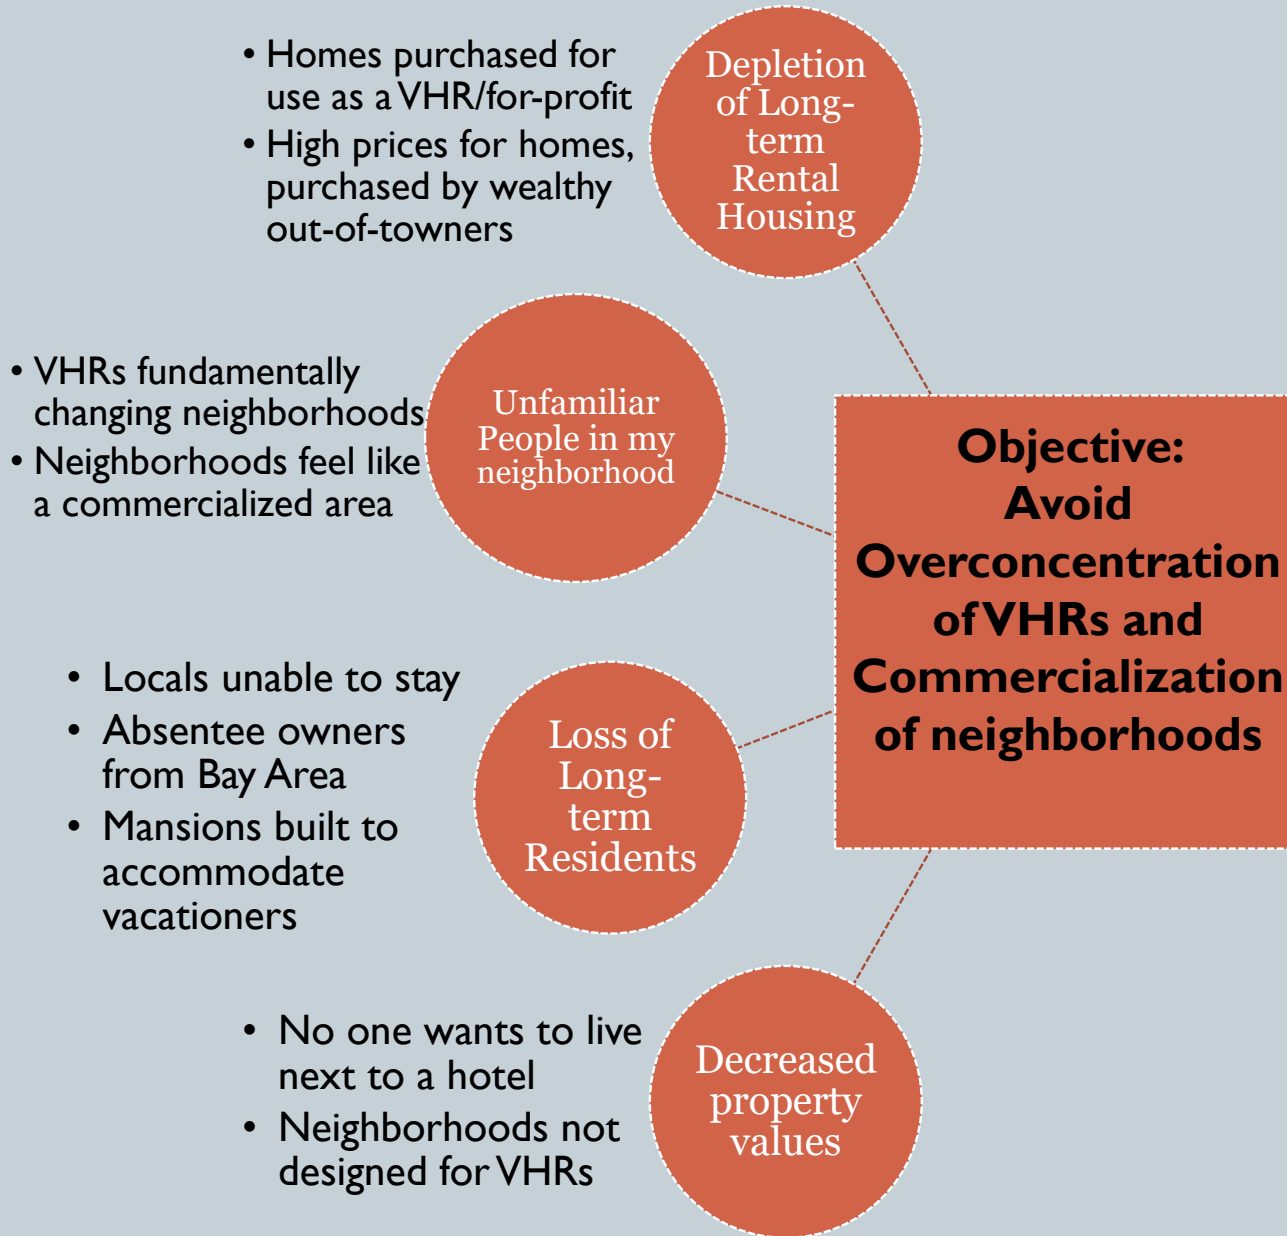 • Homes purchased for
use as a VHR/for-profit
• High prices for homes,
purchased by wealthy
out-of-towners
Depletion
of Long-
term
Rental
Housing
• VHRs fundamentally
changing neighborhoods
• Neighborhoods feel like
a commercialized area
Unfamiliar
People in my
neighborhood
• Locals unable to stay
• Absentee owners
from Bay Area
• Mansions built to
accommodate
vacationers
Loss of
Long-
term
Residents
• No one wants to live
next to a hotel
• Neighborhoods not
designed for VHRs
Decreased
property
values
Objective:
Avoid
Overconcentration
of VHRs and
Commercialization
of neighborhoods